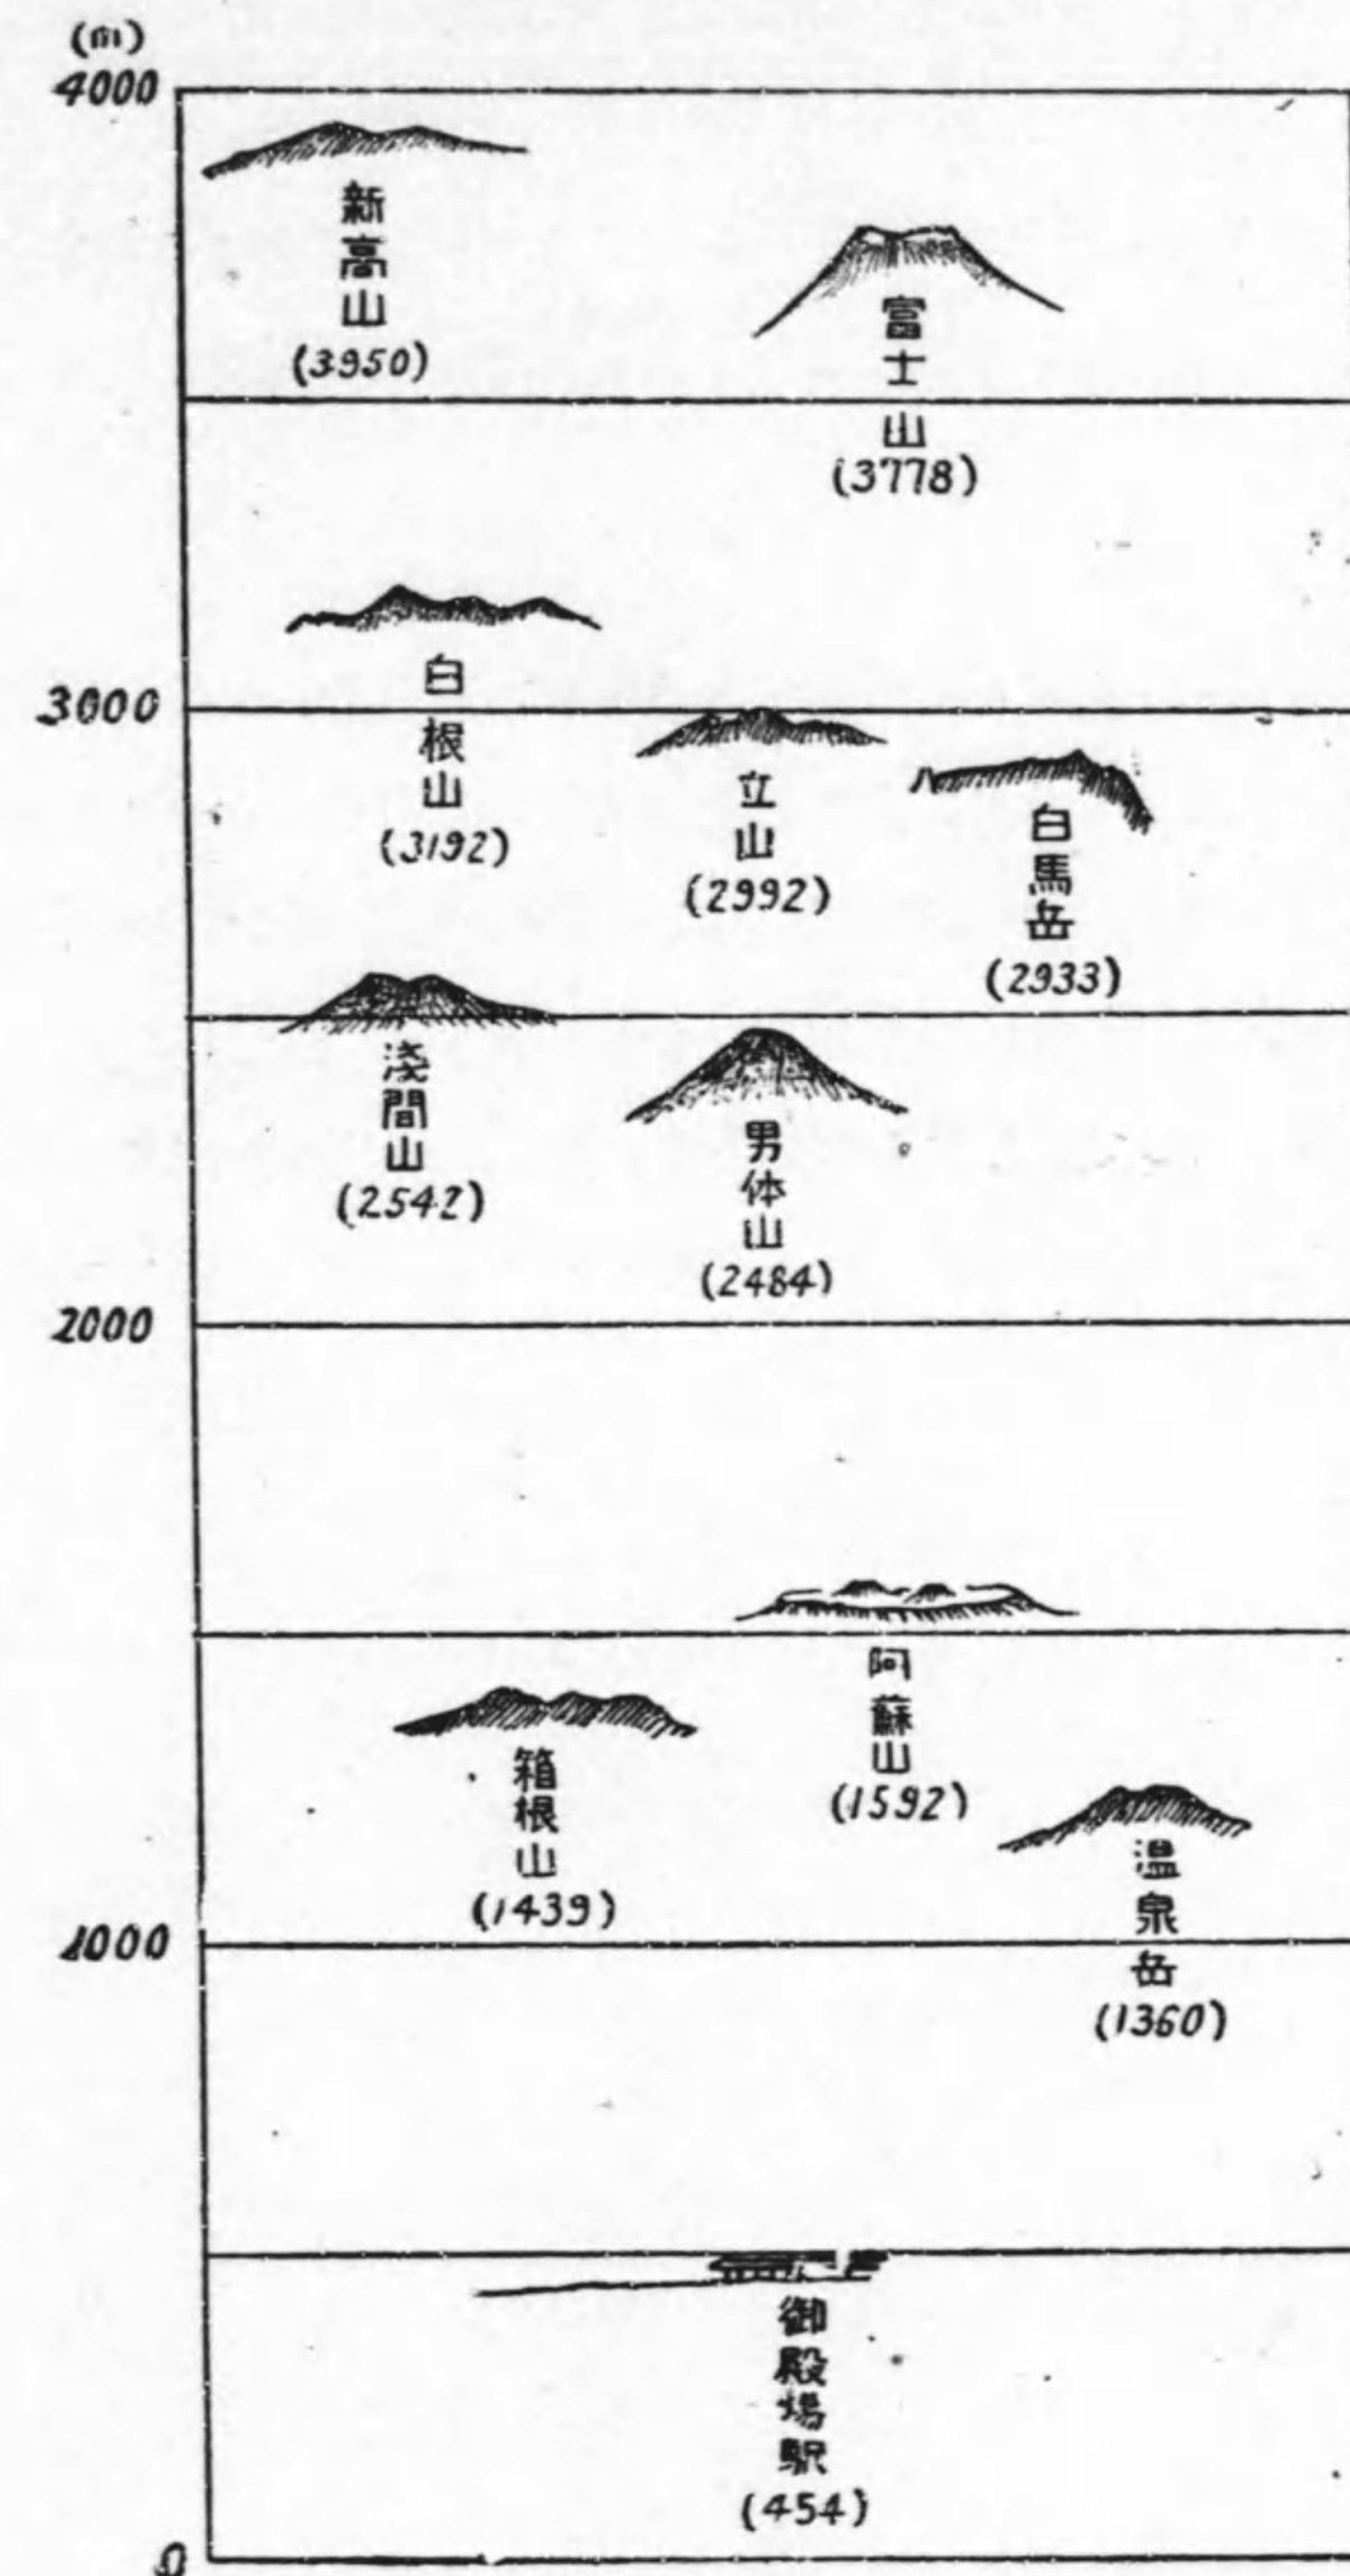 (m)
4000
新高山
(3950)
富士山
(3778)
3000
白根山
(3192)
立山
(2992)
白馬岳
(2933)
淺間山
(2542)
男体山
(2484)
2000
阿蘇山
(1592)
箱根山
(1439)
温泉岳
(1360)
1000
御殿場駅
(454)
0